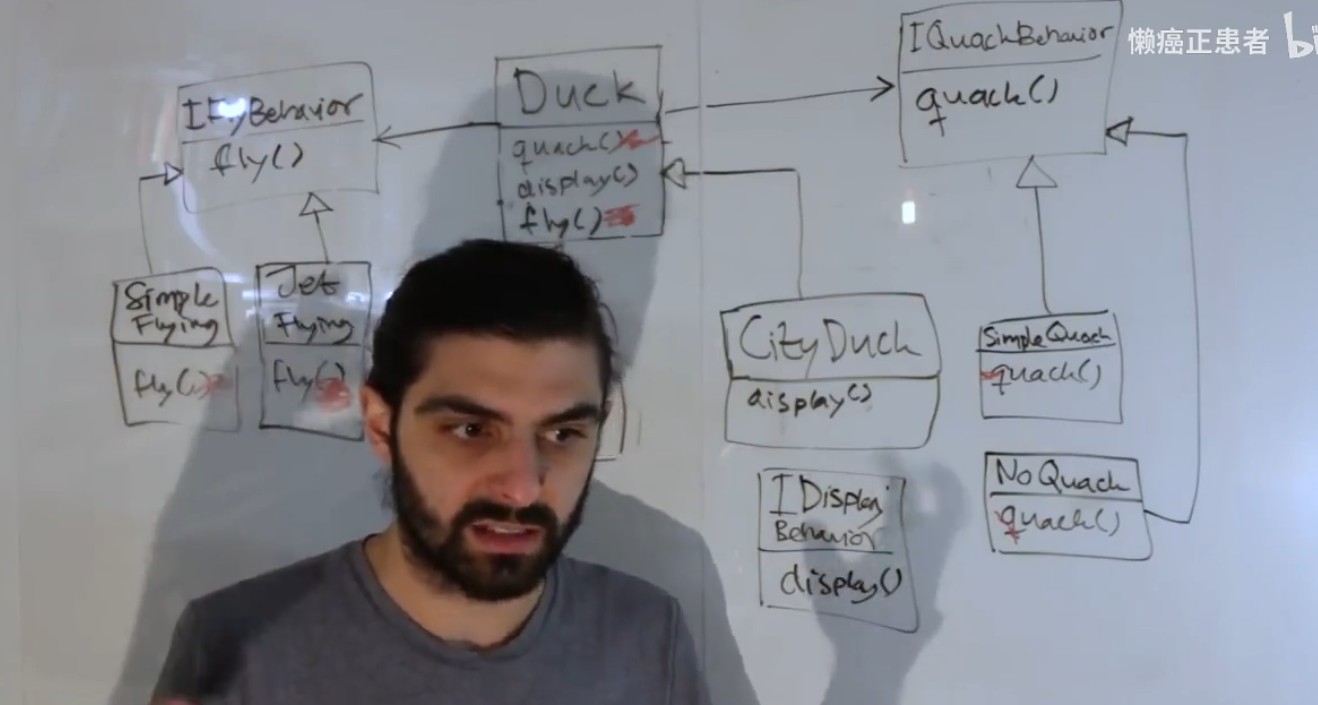 懒癌正患者
IQuackBehavior
quack()
Duck
quack()
display()
fly()
IFlyBehavior
fly()
Simple
Flying
fly()
Jet
Flying
fly()
CityDuck
display()
SimpleQuack
quack()
IDisplay
Behavior
display()
NoQuack
quack()